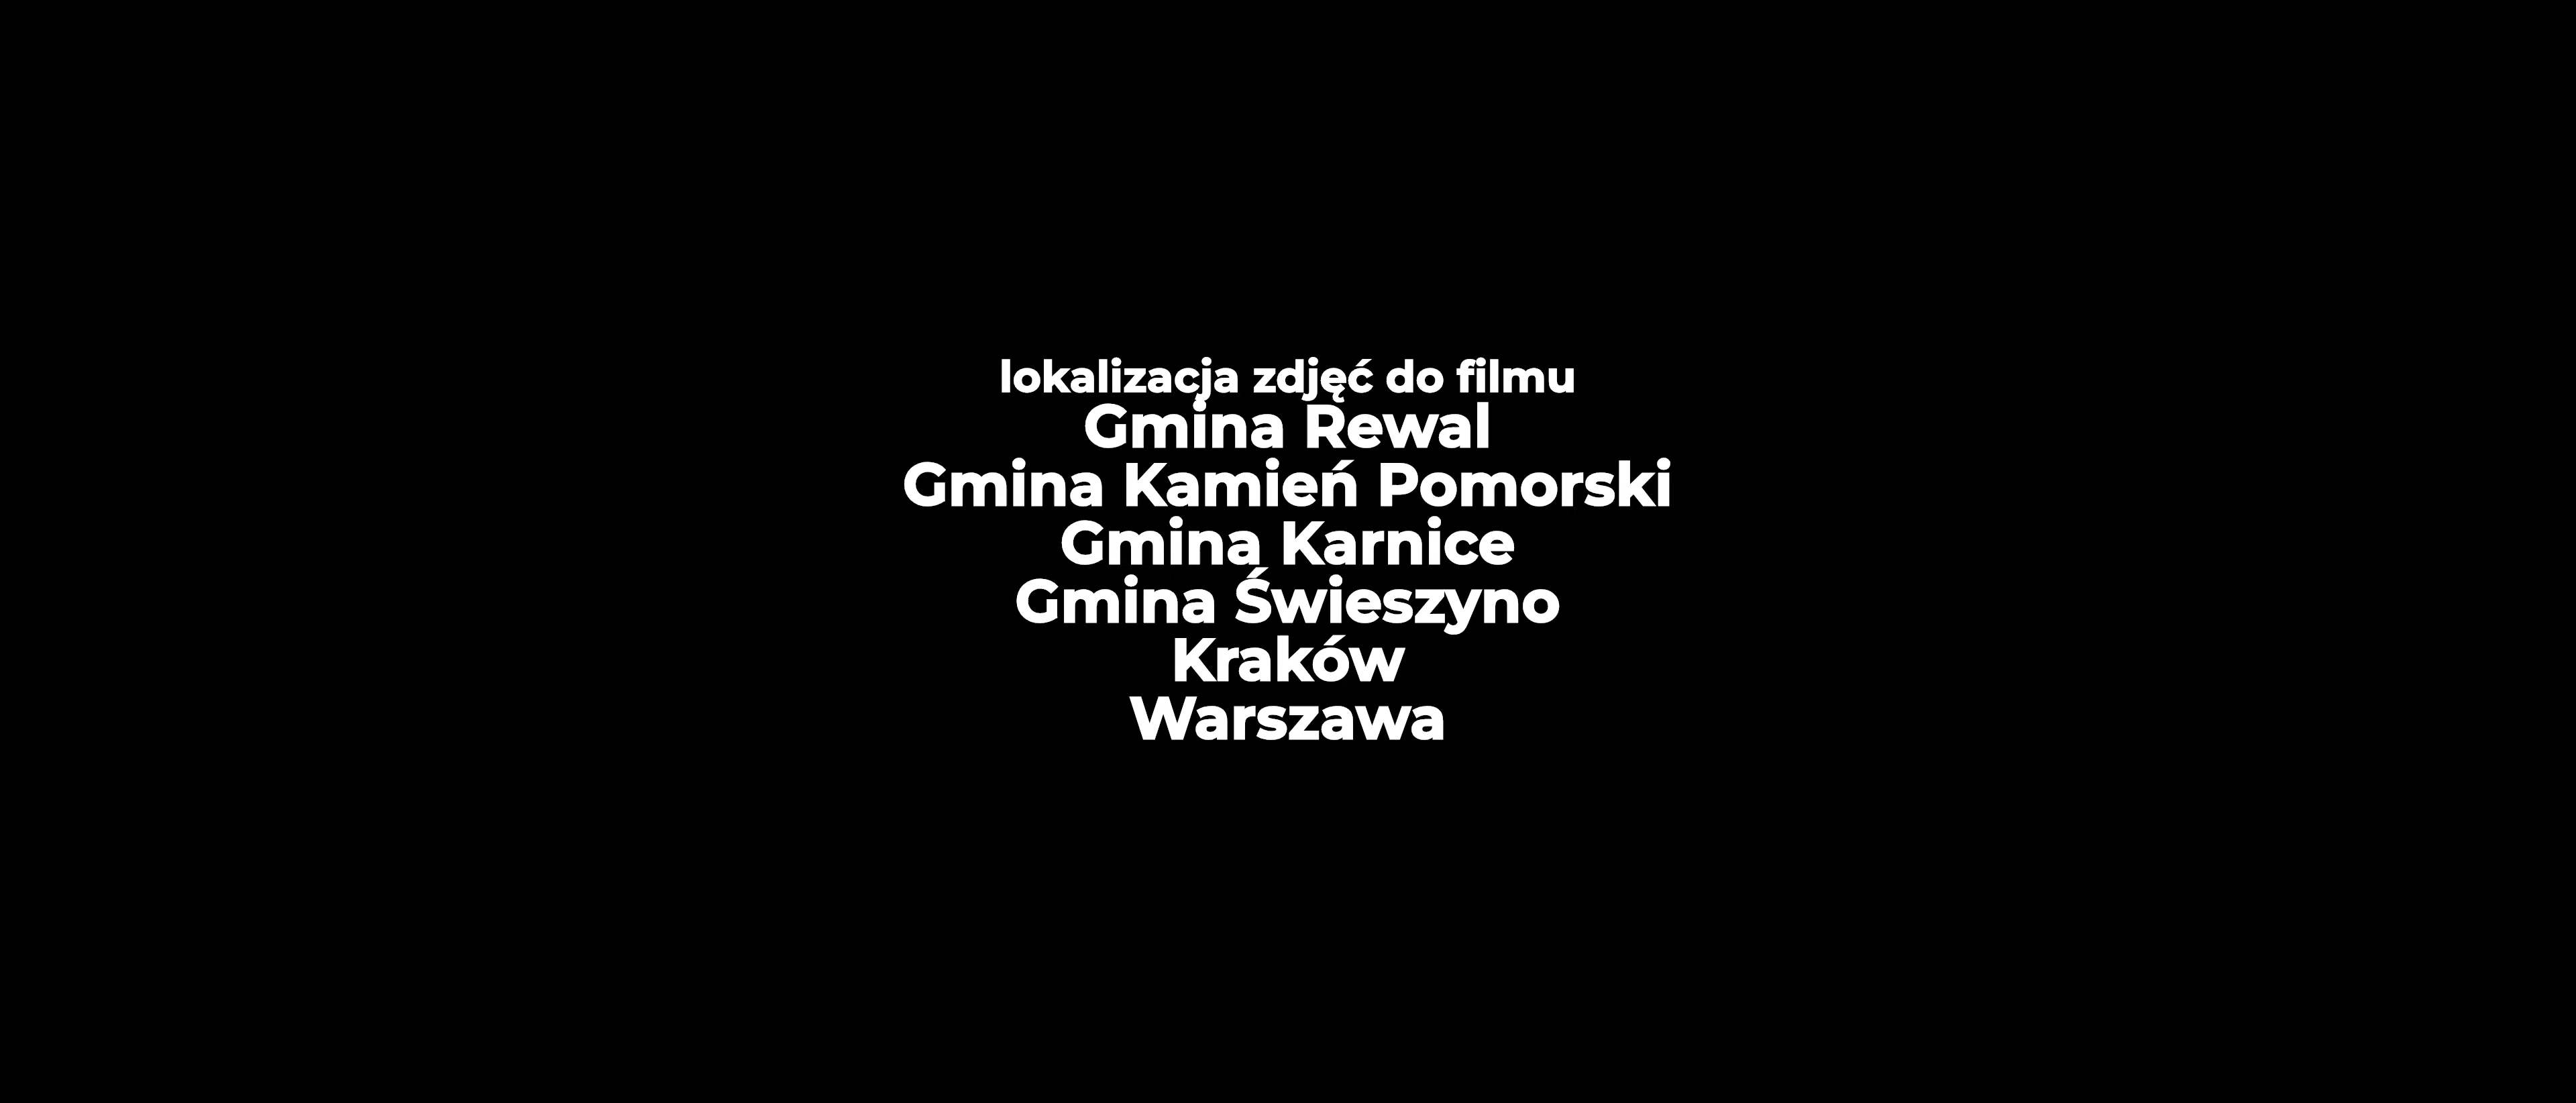 lokalizacja zdjęć do filmu
Gmina Rewal
Gmina Kamień Pomorski
Gmina Karnice
Gmina Świeszyno
Kraków
Warszawa